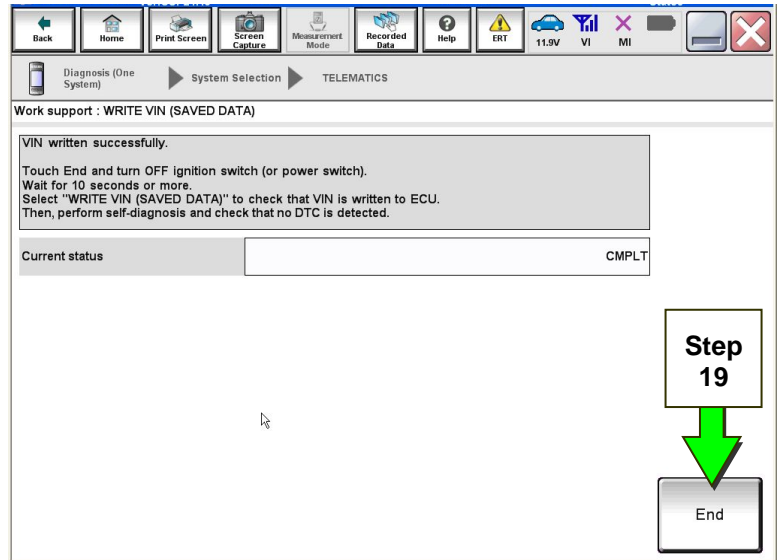 Back
Home
Print Screen
Screen
Capture
Measurement
Mode
Recorded
Data
Help
ERT
11.9V
VI
MI
Diagnosis (One
System)
System Selection
TELEMATICS
Work support : WRITE VIN (SAVED DATA)
VIN written successfully.
Touch End and turn OFF ignition switch (or power switch).
Wait for 10 seconds or more.
Select "WRITE VIN (SAVED DATA)" to check that VIN is written to ECU.
Then, perform self-diagnosis and check that no DTC is detected.
Current status
CMPLT
Step
19
End